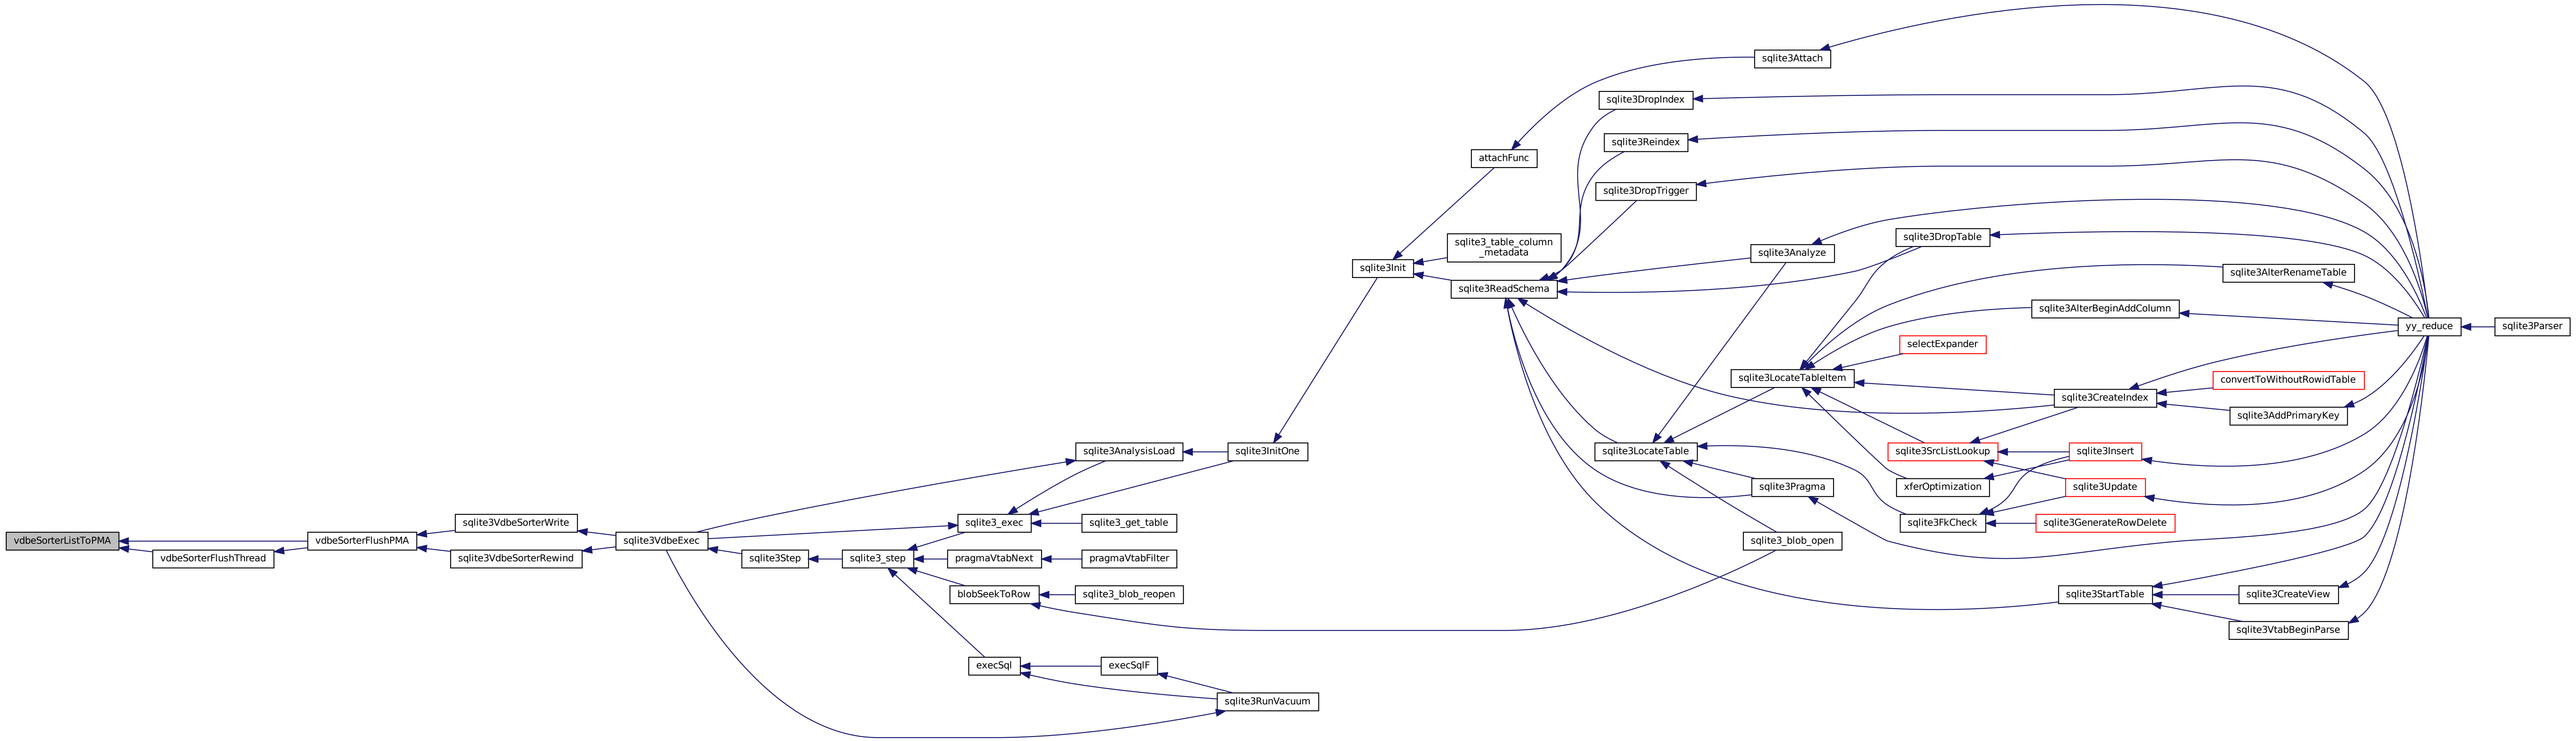 vdbeSorterListToPMA
vdbeSorterFlushThread
vdbeSorterFlushPMA
sqlite3VdbeSorterWrite
sqlite3VdbeSorterRewind
sqlite3VdbeExec
sqlite3Step
sqlite3_step
sqlite3_exec
pragmaVtabNext
blobSeekToRow
execSql
sqlite3AnalysisLoad
sqlite3_get_table
pragmaVtabFilter
sqlite3_blob_reopen
execSqlF
sqlite3InitOne
sqlite3RunVacuum
sqlite3Init
attachFunc
sqlite3_table_column
_metadata
sqlite3ReadSchema
sqlite3DropIndex
sqlite3Reindex
sqlite3DropTrigger
sqlite3LocateTable
sqlite3Attach
sqlite3Analyze
sqlite3LocateTableItem
sqlite3Pragma
sqlite3_blob_open
sqlite3DropTable
selectExpander
sqlite3SrcListLookup
xferOptimization
sqlite3FkCheck
sqlite3AlterBeginAddColumn
sqlite3CreateIndex
sqlite3Insert
sqlite3Update
sqlite3GenerateRowDelete
sqlite3StartTable
sqlite3AlterRenameTable
convertToWithoutRowidTable
sqlite3AddPrimaryKey
sqlite3CreateView
sqlite3VtabBeginParse
yy_reduce
sqlite3Parser